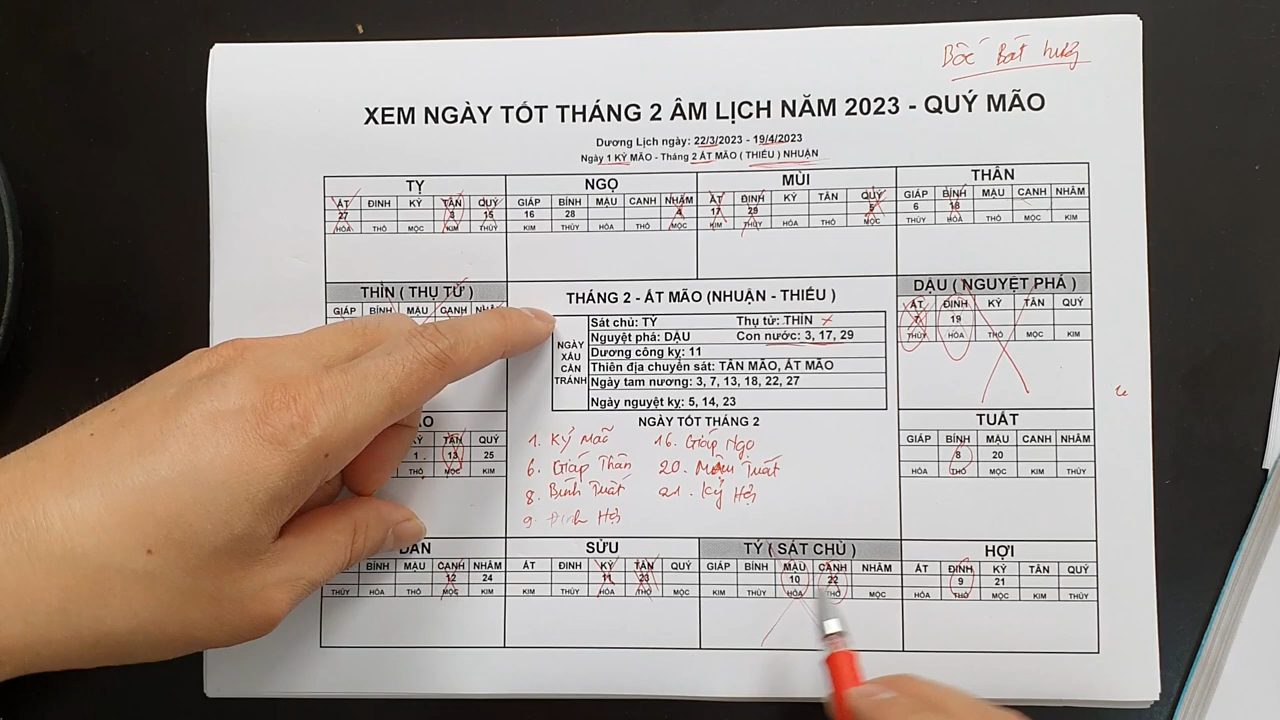 Bốc Bát hương
XEM NGÀY TỐT THÁNG 2 ÂM LỊCH NĂM 2023 - QUÝ MÃO
Dương Lịch ngày: 22/3/2023 - 19/4/2023
Ngày 1 KỶ MÃO - Tháng 2 ẤT MÃO ( THIẾU ) NHUẬN
TỴ
ẤT ĐINH KỶ TÂN QUÝ
27 3 15
HỎA THỔ MỘC KIM THỦY
NGỌ
GIÁP BÍNH MẬU CANH NHÂM
16 28 4
KIM THỦY HỎA THỔ MỘC
MÙI
ẤT ĐINH KỶ TÂN QUÝ
17 29 5
KIM THỦY HỎA THỔ MỘC
THÂN
GIÁP BÍNH MẬU CANH NHÂM
6 18
THỦY HỎA THỔ MỘC KIM
THÌN ( THỤ TỬ )
GIÁP BÍNH MẬU CANH NHÂM
THÁNG 2 - ẤT MÃO (NHUẬN - THIẾU )
NGÀY XẤU CẦN TRÁNH
Sát chủ: TÝ Thụ tử: THÌN
Nguyệt phá: DẬU Con nước: 3, 17, 29
Dương công kỵ: 11
Thiên địa chuyển sát: TÂN MÃO, ẤT MÃO
Ngày tam nương: 3, 7, 13, 18, 22, 27
Ngày nguyệt kỵ: 5, 14, 23
NGÀY TỐT THÁNG 2
1. Kỷ Mão 16. Giáp Ngọ
6. Giáp Thân 20. Mậu Tuất
8. Bính Tuất 21. Kỷ Hợi
9. Đinh Hợi
DẬU ( NGUYỆT PHÁ )
ẤT ĐINH KỶ TÂN QUÝ
7 19
THỦY HỎA THỔ MỘC KIM
KỶ TÂN QUÝ
1 13 25
THỔ MỘC KIM
TUẤT
GIÁP BÍNH MẬU CANH NHÂM
8 20
HỎA THỔ MỘC KIM THỦY
DẦN
BÍNH MẬU CANH NHÂM
12 24
THỦY HỎA THỔ MỘC KIM
SỬU
ẤT ĐINH KỶ TÂN QUÝ
11 23
KIM THỦY HỎA THỔ MỘC
TÝ ( SÁT CHỦ )
GIÁP BÍNH MẬU CANH NHÂM
10 22
KIM THỦY HỎA THỔ MỘC
HỢI
ẤT ĐINH KỶ TÂN QUÝ
9 21
HỎA THỔ MỘC KIM THỦY